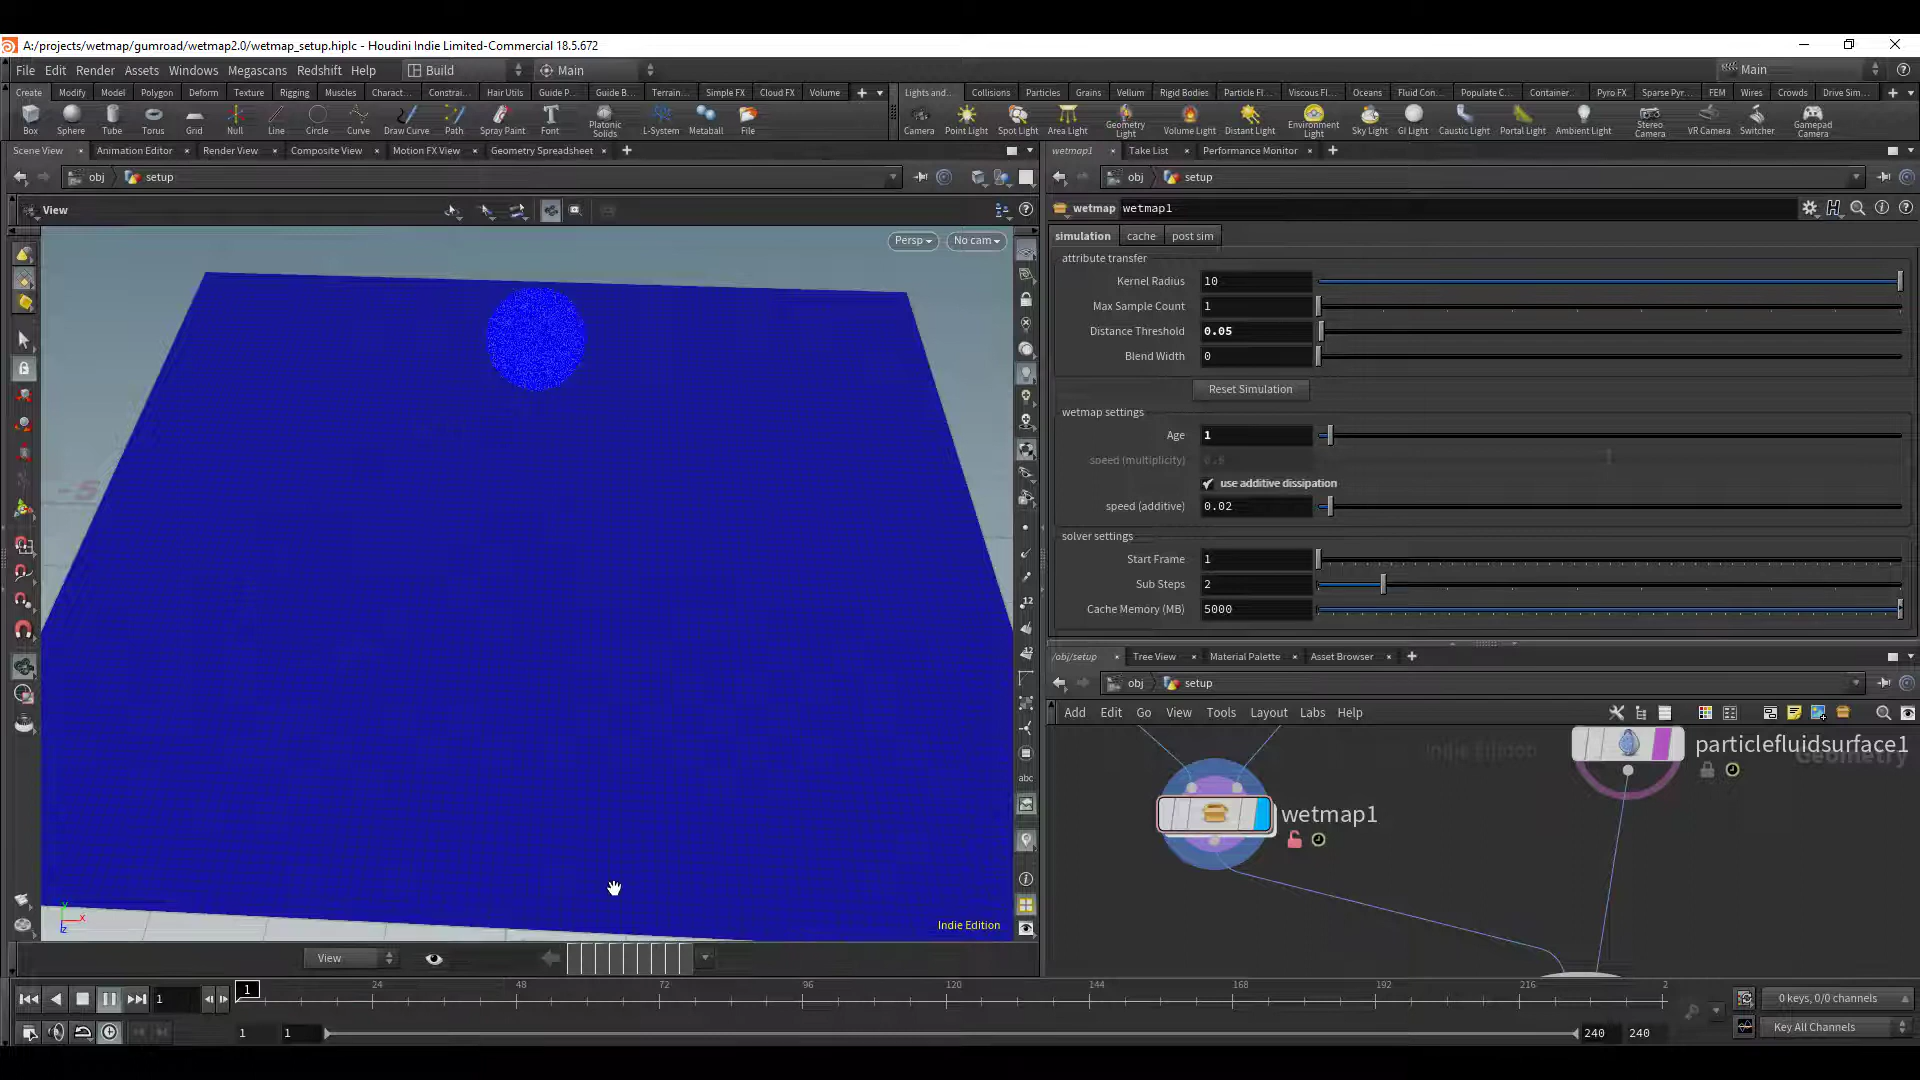 A:/projects/wetmap/gumroad/wetmap2.0/wetmap_setup.hiplc - Houdini Indie Limited-Commercial 18.5.672
File Edit Render Assets Windows Megascans Redshift Help Build Main Main
Create Modify Model Polygon Deform Texture Rigging Muscles Charact... Constrai... Hair Utils Guide P... Guide B... Terrain... Simple FX Cloud FX Volume
Lights and... Collisions Particles Grains Vellum Rigid Bodies Particle Fl... Viscous Fl... Oceans Fluid Con... Populate C... Container... Pyro FX Sparse Pyr... FEM Wires Crowds Drive Sim...
Box Sphere Tube Torus Grid Null Line Circle Curve Draw Curve Path Spray Paint Font Platonic Solids L-System Metaball File
Camera Point Light Spot Light Area Light Geometry Light Volume Light Distant Light Environment Light Sky Light GI Light Caustic Light Portal Light Ambient Light Stereo Camera VR Camera Switcher Gamepad Camera
Scene View Animation Editor Render View Composite View Motion FX View Geometry Spreadsheet
wetmap1 Take List Performance Monitor
obj setup
obj setup
View
wetmap wetmap1
Persp No cam
simulation cache post sim
attribute transfer
Kernel Radius 10
Max Sample Count 1
Distance Threshold 0.05
Blend Width 0
Reset Simulation
wetmap settings
Age 1
speed (multiplicity) 0.6
use additive dissipation
speed (additive) 0.02
solver settings
Start Frame 1
Sub Steps 2
Cache Memory (MB) 5000
-5
12
12
abc
y x z
Indie Edition
/obj/setup Tree View Material Palette Asset Browser
obj setup
Add Edit Go View Tools Layout Labs Help
Indie Edition
Geometry
particlefluidsurface1
wetmap1
View
1 1 24 48 72 96 120 144 168 192 216 2
0 keys, 0/0 channels
1 1 240 240
Key All Channels